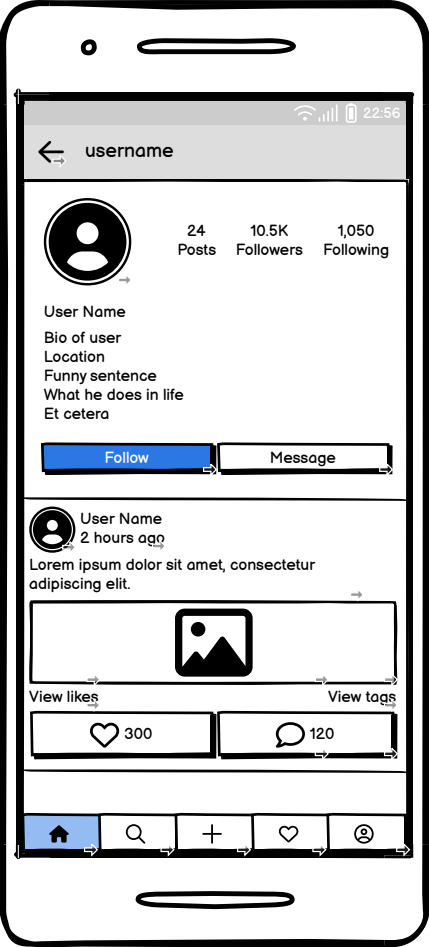 22:56
username
24 10.5K 1,050
Posts Followers Following
User Name
Bio of user
Location
Funny sentence
What he does in life
Et cetera
Follow Message
User Name
2 hours ago
Lorem ipsum dolor sit amet, consectetur
adipiscing elit.
View likes View tags
300 120